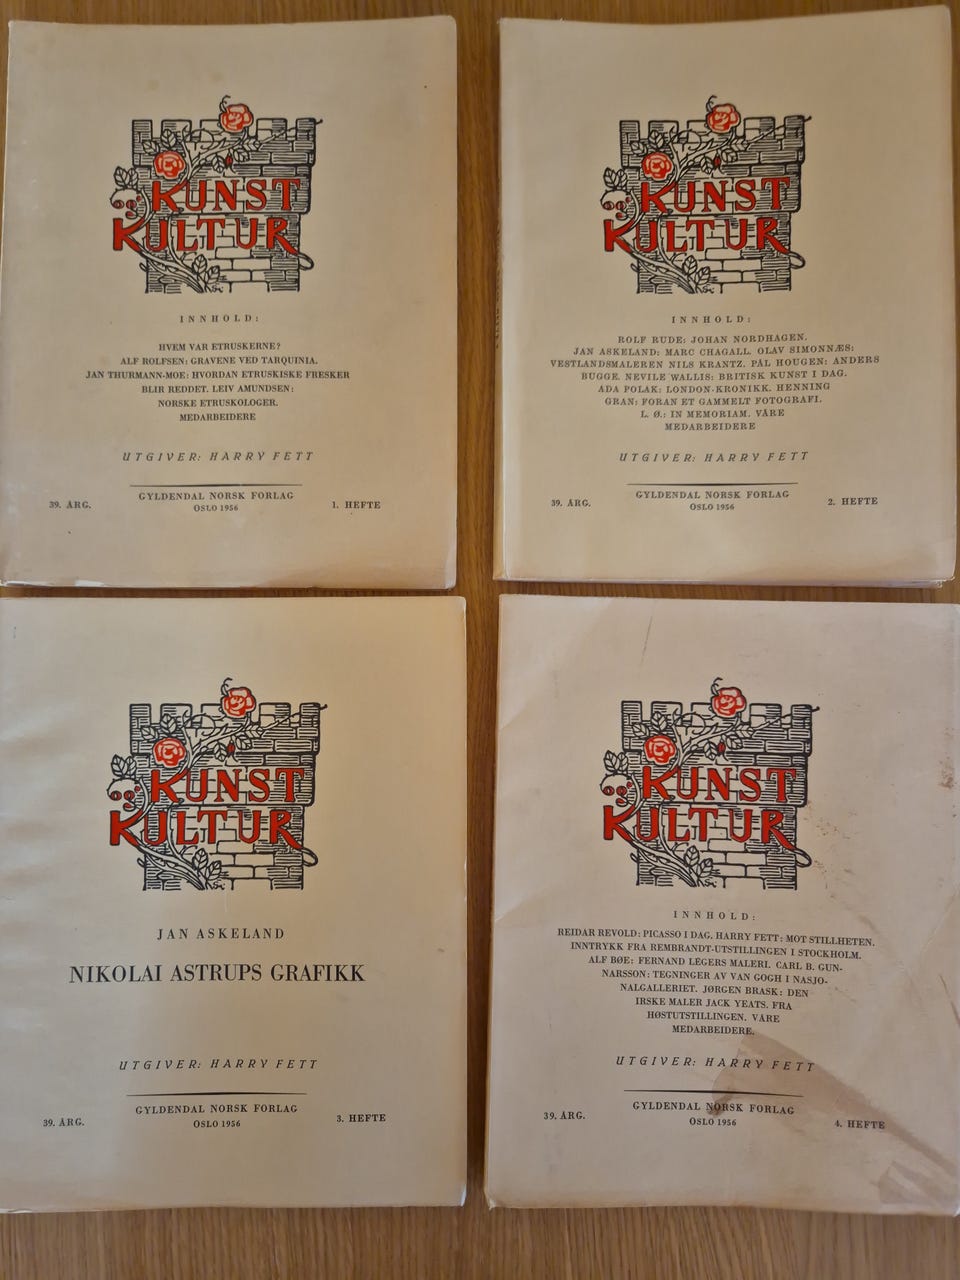 KUNST
OG KULTUR
INNHOLD:
HVEM VAR ETRUSKERNE?
ALF ROLFSEN: GRAVENE VED TARQUINIA.
JAN THURMANN-MOE: HVORDAN ETRUSKISKE FRESKER
BLIR REDDET. LEIV AMUNDSEN:
NORSKE ETRUSKOLOGER.
MEDARBEIDERE
UTGIVER: HARRY FETT
GYLDENDAL NORSK FORLAG
39. ÅRG. OSLO 1956 1. HEFTE
KUNST
OG KULTUR
INNHOLD:
ROLF RUDE: JOHAN NORDHAGEN.
JAN ASKELAND: MARC CHAGALL. OLAV SIMONNÆS:
VESTLANDSMALEREN NILS KRANTZ. PÅL HOUGEN: ANDERS
BUGGE. NEVILE WALLIS: BRITISK KUNST I DAG.
ADA POLAK: LONDON-KRONIKK. HENNING
GRAN: FORAN ET GAMMELT FOTOGRAFI.
L. Ø.: IN MEMORIAM. VÅRE
MEDARBEIDERE
UTGIVER: HARRY FETT
GYLDENDAL NORSK FORLAG
39. ÅRG. OSLO 1956 2. HEFTE
KUNST
OG KULTUR
JAN ASKELAND
NIKOLAI ASTRUPS GRAFIKK
UTGIVER: HARRY FETT
GYLDENDAL NORSK FORLAG
39. ÅRG. OSLO 1956 3. HEFTE
KUNST
OG KULTUR
INNHOLD:
REIDAR REVOLD: PICASSO I DAG. HARRY FETT: MOT STILLHETEN.
INNTRYKK FRA REMBRANDT-UTSTILLINGEN I STOCKHOLM.
ALF BØE: FERNAND LÉGERS MALERI. CARL B. GUN-
NARSSON: TEGNINGER AV VAN GOGH I NASJO-
NALGALLERIET. JØRGEN BRASK: DEN
IRSKE MALER JACK YEATS. FRA
HØSTUTSTILLINGEN. VÅRE
MEDARBEIDERE.
UTGIVER: HARRY FETT
GYLDENDAL NORSK FORLAG
39. ÅRG. OSLO 1956 4. HEFTE